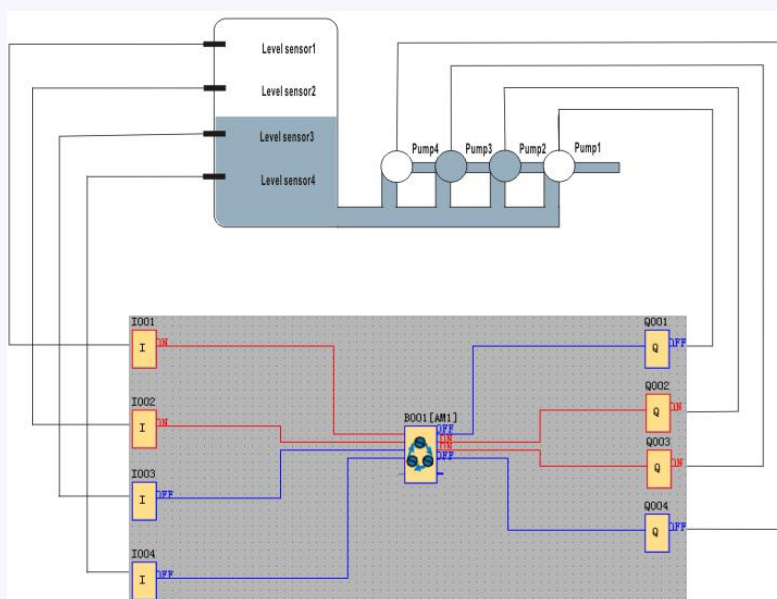 Level sensor1
Level sensor2
Level sensor3
Level sensor4
Pump4
Pump3
Pump2
Pump1
I001
I
ON
I002
I
ON
I003
I
OFF
I004
I
OFF
B001[AM1]
OFF
ON
ON
OFF
Q001
Q
OFF
Q002
Q
ON
Q003
Q
ON
Q004
Q
OFF